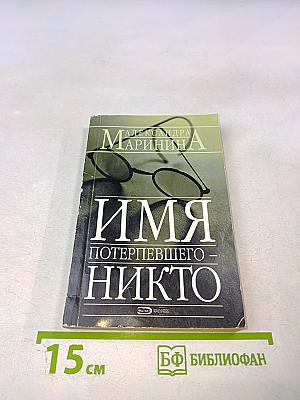 АЛЕКСАНДРА
МАРИНИНА
ИМЯ
ПОТЕРПЕВШЕГО –
НИКТО
15 см
БФ БИБЛИОФАН